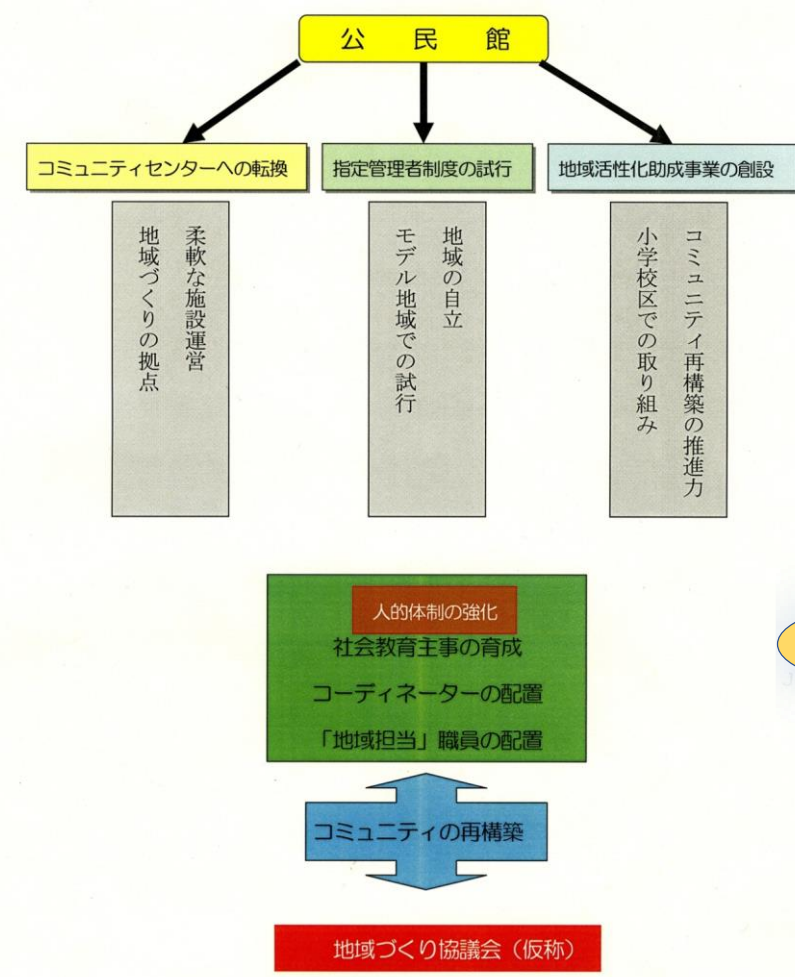 公　民　館
コミュニティセンターへの転換
指定管理者制度の試行
地域活性化助成事業の創設
柔軟な施設運営
地域づくりの拠点
地域の自立
モデル地域での試行
コミュニティ再構築の推進力
小学校区での取り組み
人的体制の強化
社会教育主事の育成
コーディネーターの配置
「地域担当」職員の配置
コミュニティの再構築
地域づくり協議会（仮称）